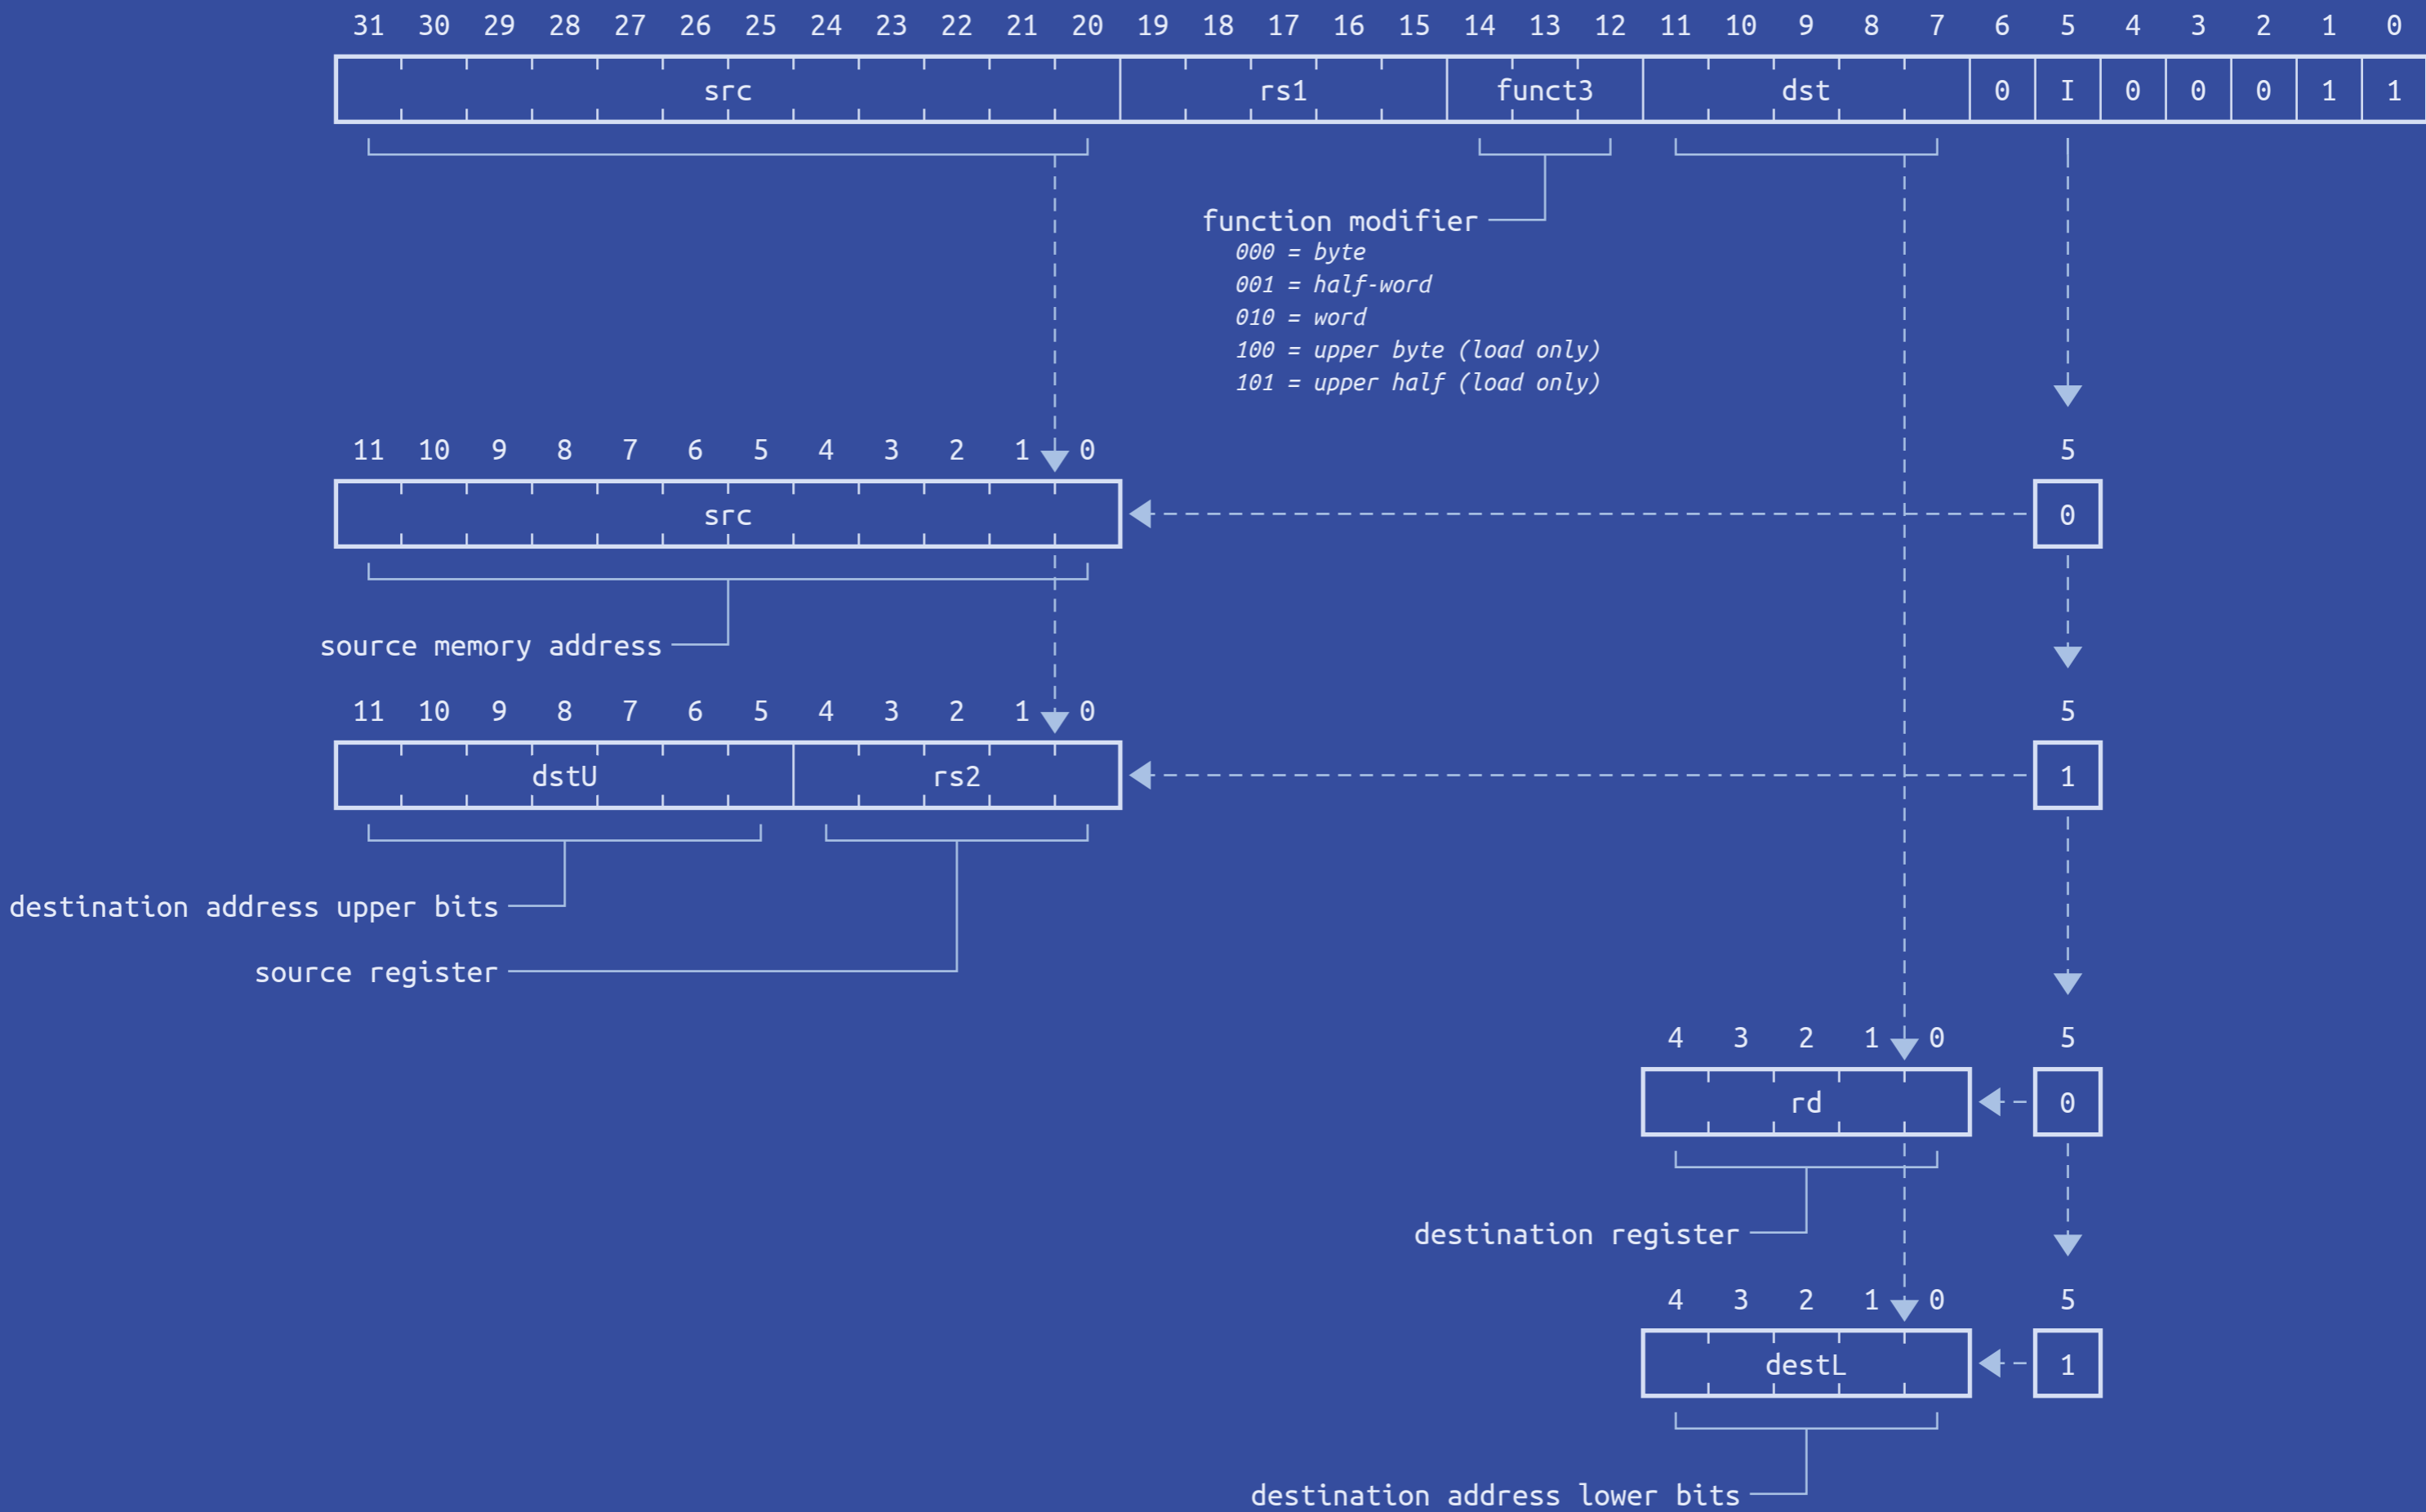 31 30 29 28 27 26 25 24 23 22 21 20 19 18 17 16 15 14 13 12 11 10 9 8 7 6 5 4 3 2 1 0
src rs1 funct3 dst 0 I 0 0 0 1 1
function modifier
000 = byte
001 = half-word
010 = word
100 = upper byte (load only)
101 = upper half (load only)
11 10 9 8 7 6 5 4 3 2 1 0 5
src 0
source memory address
11 10 9 8 7 6 5 4 3 2 1 0 5
dstU rs2 1
destination address upper bits
source register
4 3 2 1 0 5
rd 0
destination register
4 3 2 1 0 5
destL 1
destination address lower bits